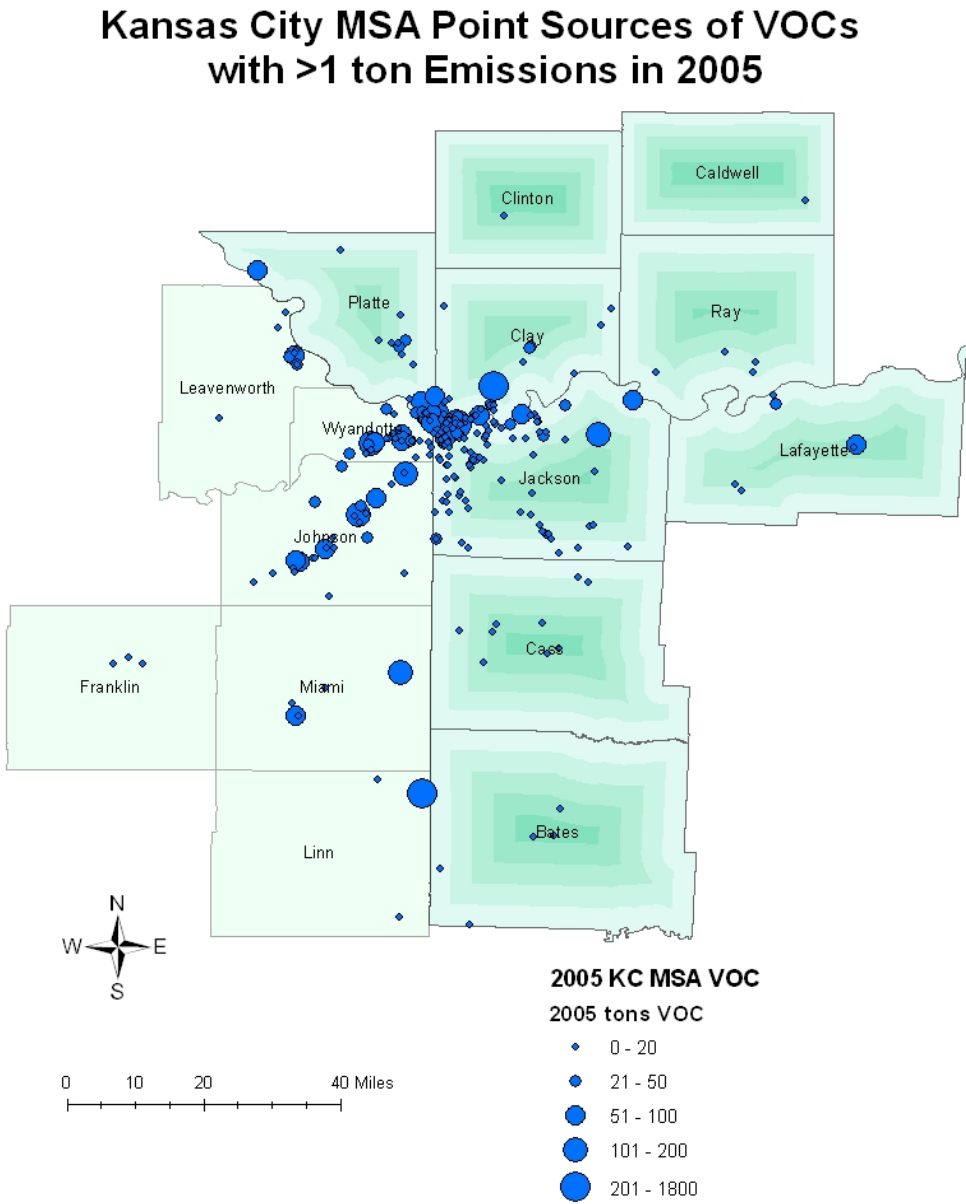 Kansas City MSA Point Sources of VOCs
with >1 ton Emissions in 2005
Caldwell
Clinton
Platte
Ray
Clay
Leavenworth
Wyandotte
Lafayette
Jackson
Johnson
Cass
Franklin
Miami
Bates
Linn
N
W E
S
2005 KC MSA VOC
2005 tons VOC
0 - 20
21 - 50
51 - 100
101 - 200
201 - 1800
0 10 20 40 Miles